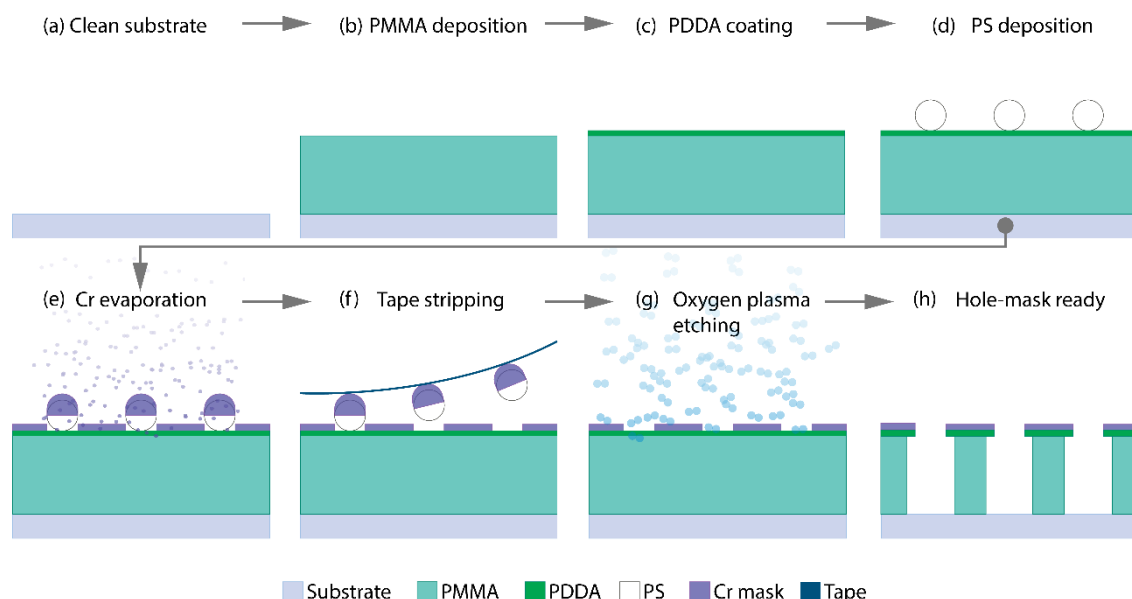 (a) Clean substrate
(b) PMMA deposition
(c) PDDA coating
(d) PS deposition
(e) Cr evaporation
(f) Tape stripping
(g) Oxygen plasma
etching
(h) Hole-mask ready
Substrate PMMA PDDA PS Cr mask Tape